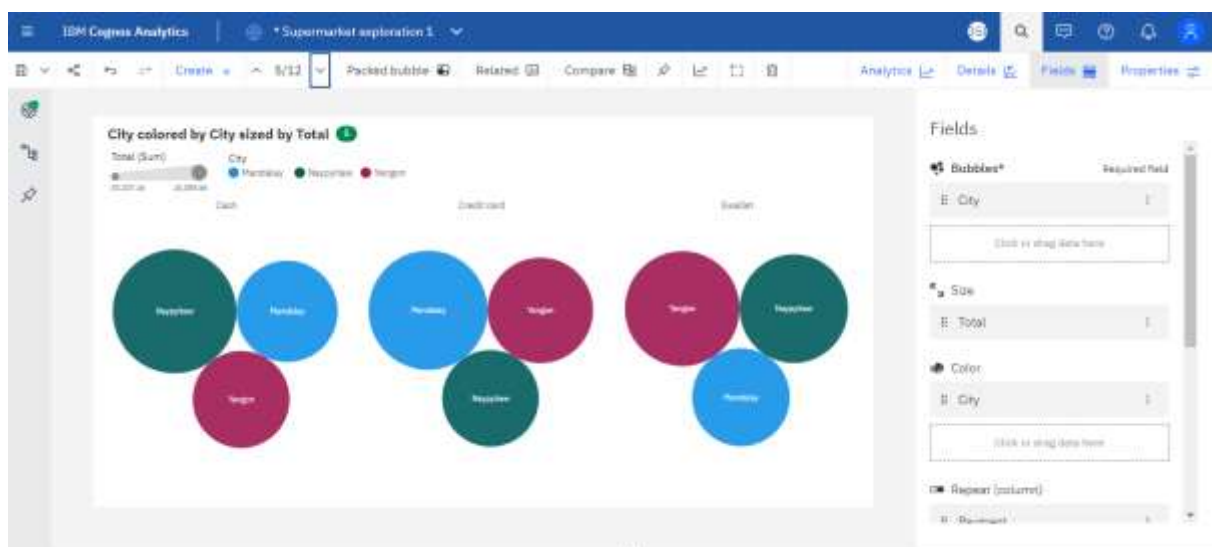 IBM Cognos Analytics
* Supermarket exploration 1
Create
5/12
Packed bubble
Related
Compare
Analytics
Details
Fields
Properties
City colored by City sized by Total
Total (Sum)
City
Mandalay
Naypyitaw
Yangon
Cash
Credit card
Ewallet
Naypyitaw
Mandalay
Yangon
Mandalay
Yangon
Naypyitaw
Yangon
Naypyitaw
Mandalay
Fields
Bubbles*
Required field
City
Click or drag data here
Size
Total
Color
City
Click or drag data here
Repeat (column)
Payment